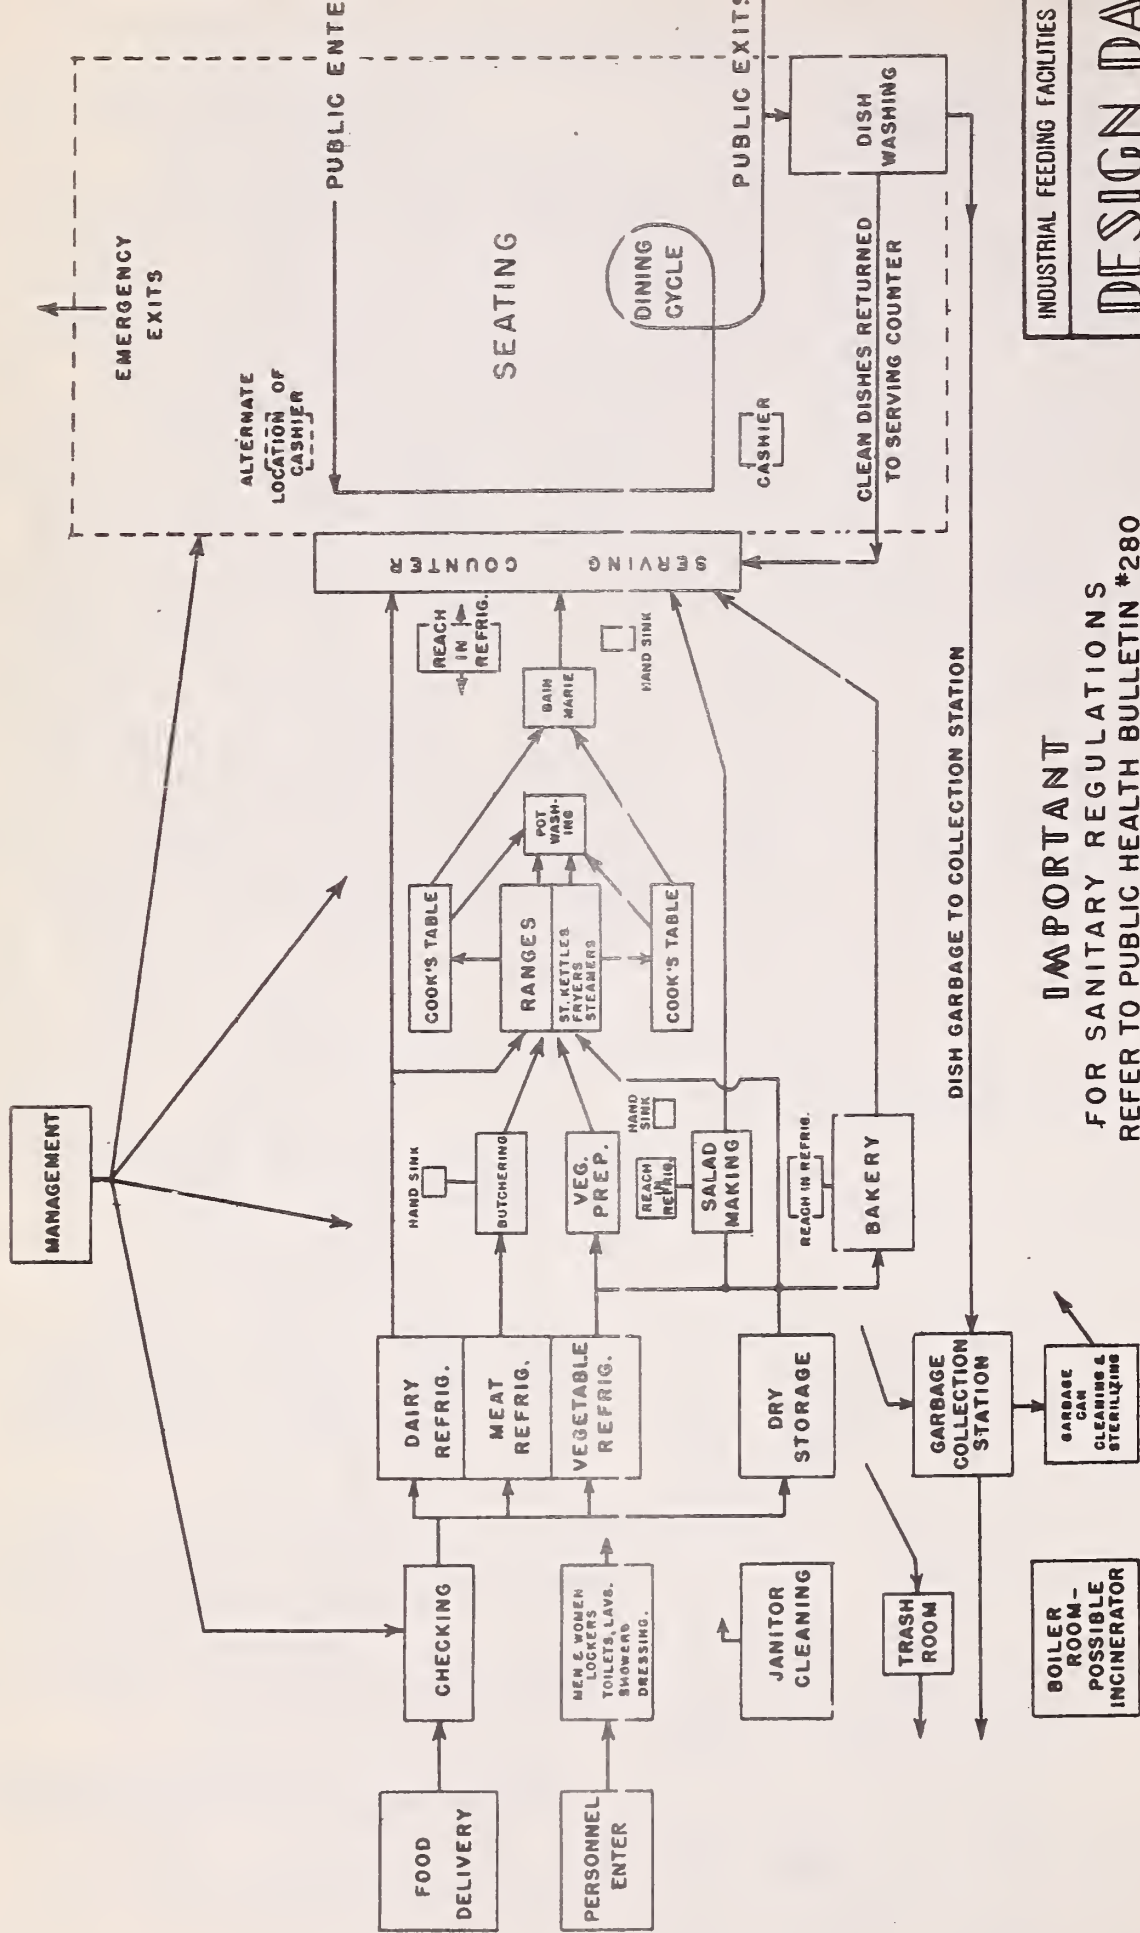 MANAGEMENT
EMERGENCY
EXITS
ALTERNATE
LOCATION OF
CASHIER
PUBLIC ENTE
SEATING
DINING
CYCLE
PUBLIC EXITS
CASHIER
DISH
WASHING
CLEAN DISHES RETURNED
TO SERVING COUNTER
SERVING COUNTER
REACH
IN
REFRIG.
HAND SINK
BAIN
MARIE
POT
WASH-
ING
COOK'S TABLE
RANGES
ST. KETTLES
FRYERS
STEAMERS
COOK'S TABLE
HAND SINK
BUTCHERING
VEG.
PREP.
HAND
SINK
REACH
IN
REFRIG.
SALAD
MAKING
REACH IN REFRIG.
BAKERY
DAIRY
REFRIG.
MEAT
REFRIG.
VEGETABLE
REFRIG.
DRY
STORAGE
CHECKING
MEN & WOMEN
LOCKERS
TOILETS, LAVS.
SHOWERS
DRESSING.
JANITOR
CLEANING
FOOD
DELIVERY
PERSONNEL
ENTER
TRASH
ROOM
GARBAGE
COLLECTION
STATION
GARBAGE
CAN
CLEANING &
STERILIZING
BOILER
ROOM-
POSSIBLE
INCINERATOR
DISH GARBAGE TO COLLECTION STATION
IMPORTANT
FOR SANITARY REGULATIONS
REFER TO PUBLIC HEALTH BULLETIN #280
INDUSTRIAL FEEDING FACILITIES
DESIGN DA